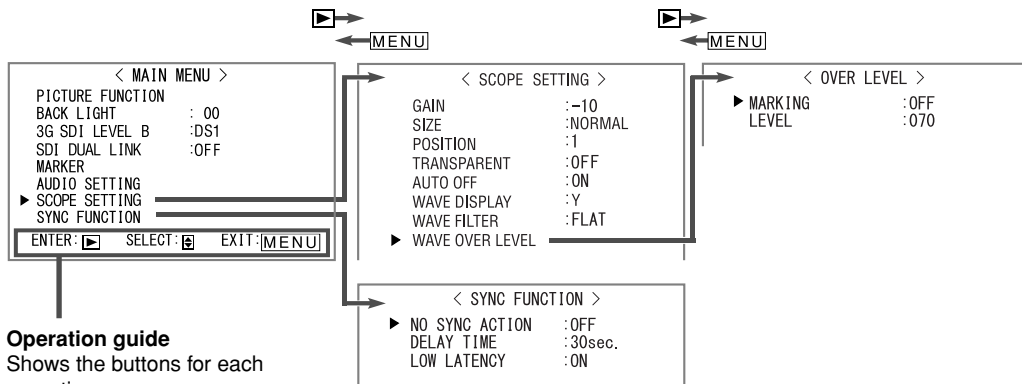 MENU
MENU
< MAIN MENU >
PICTURE FUNCTION
BACK LIGHT : 00
3G SDI LEVEL B :DS1
SDI DUAL LINK :OFF
MARKER
AUDIO SETTING
▶ SCOPE SETTING
SYNC FUNCTION
ENTER: ▶ SELECT: EXIT: MENU
< SCOPE SETTING >
GAIN :-10
SIZE :NORMAL
POSITION :1
TRANSPARENT :OFF
AUTO OFF :ON
WAVE DISPLAY :Y
WAVE FILTER :FLAT
▶ WAVE OVER LEVEL
< OVER LEVEL >
▶ MARKING :OFF
LEVEL :070
< SYNC FUNCTION >
▶ NO SYNC ACTION :OFF
DELAY TIME :30sec.
LOW LATENCY :ON
Operation guide
Shows the buttons for each